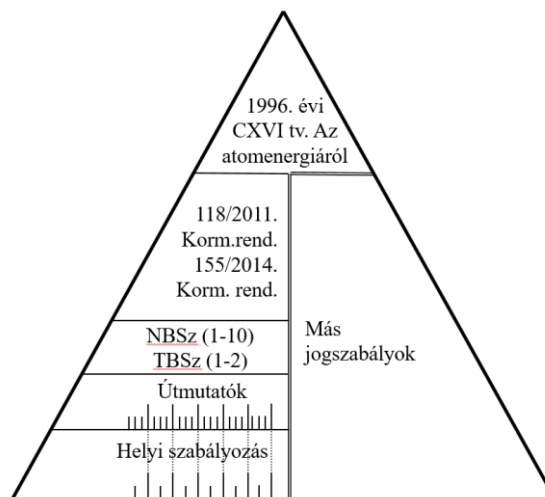 1996. évi
CXVI tv. Az
atomenergiáról
118/2011.
Korm.rend.
155/2014.
Korm. rend.
NBSz (1-10)
TBSz (1-2)
Más
jogszabályok
Útmutatók
Helyi szabályozás